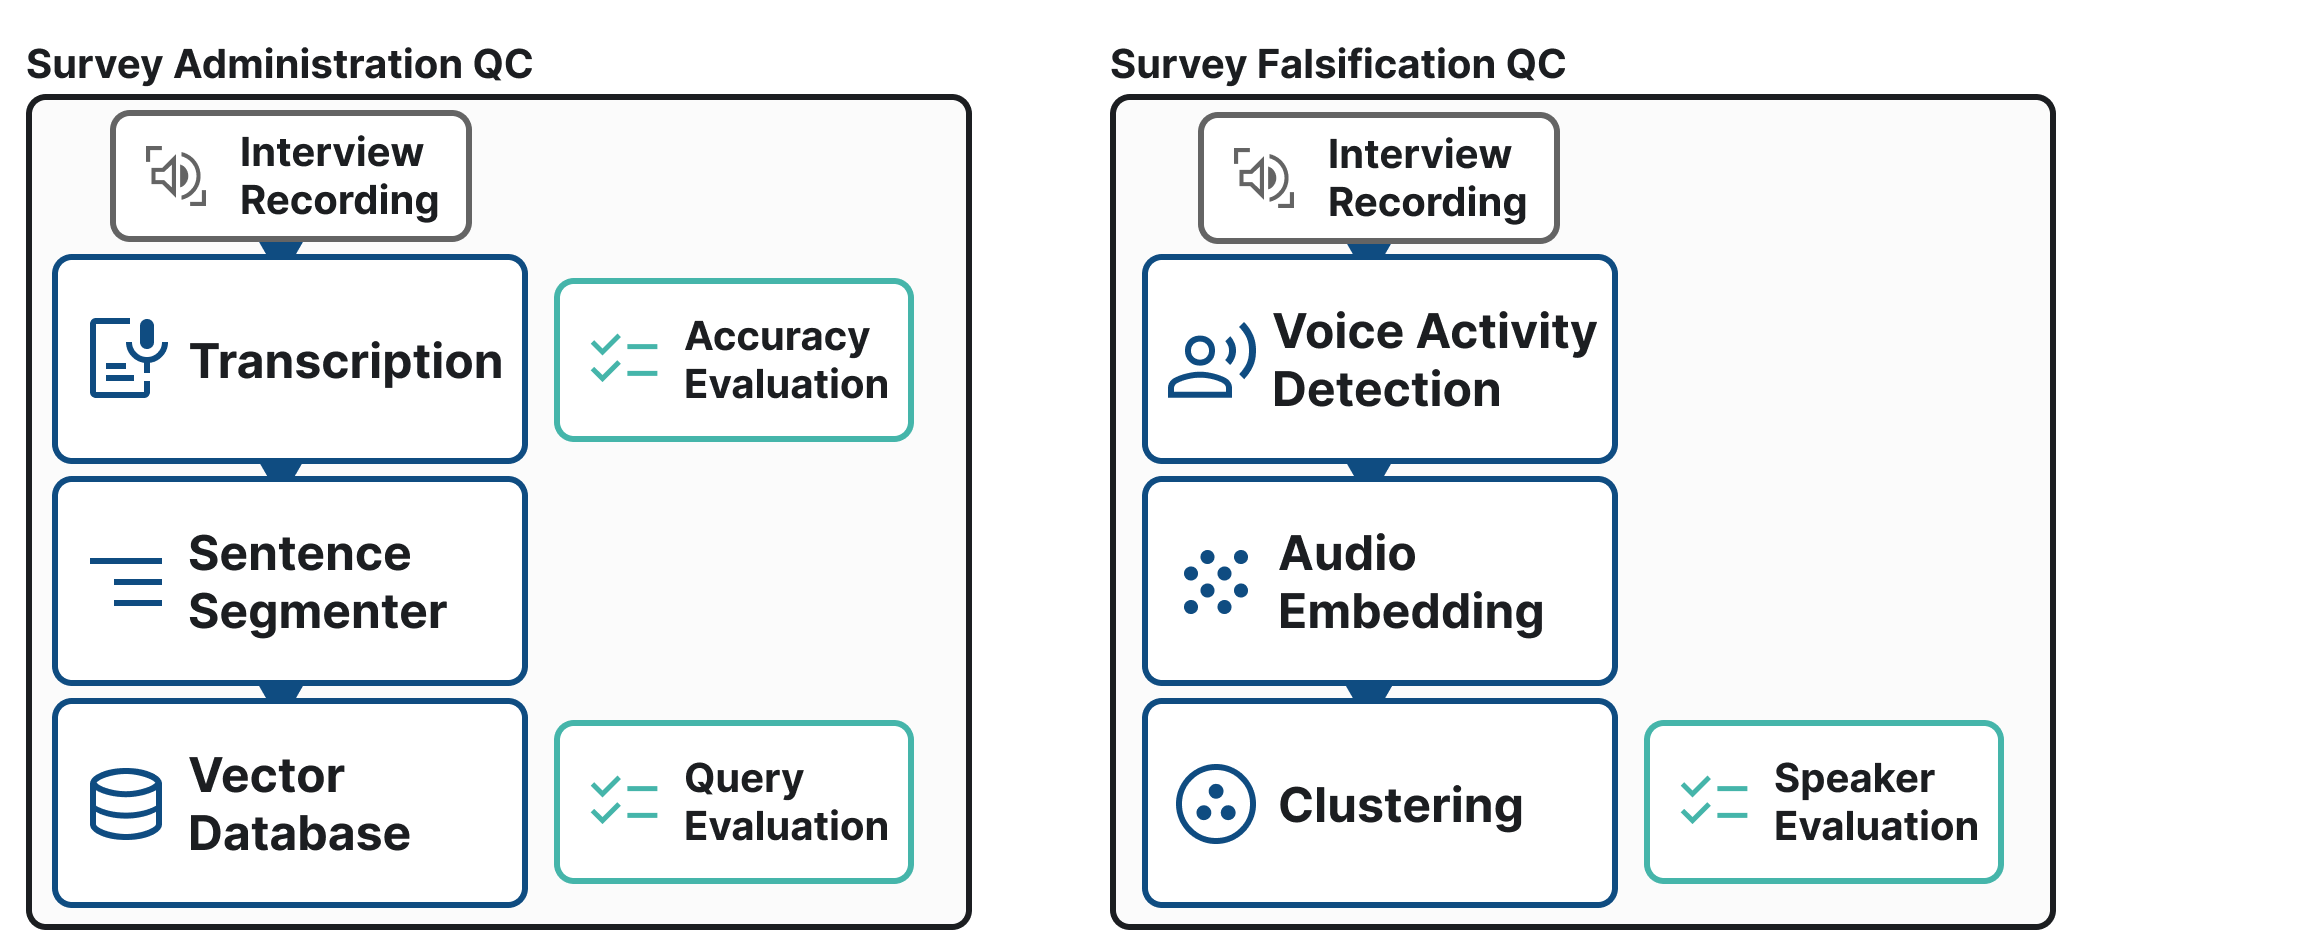 Survey Administration QC
Interview
Recording
Transcription
Accuracy
Evaluation
Sentence
Segmenter
Vector
Database
Query
Evaluation
Survey Falsification QC
Interview
Recording
Voice Activity
Detection
Audio
Embedding
Clustering
Speaker
Evaluation